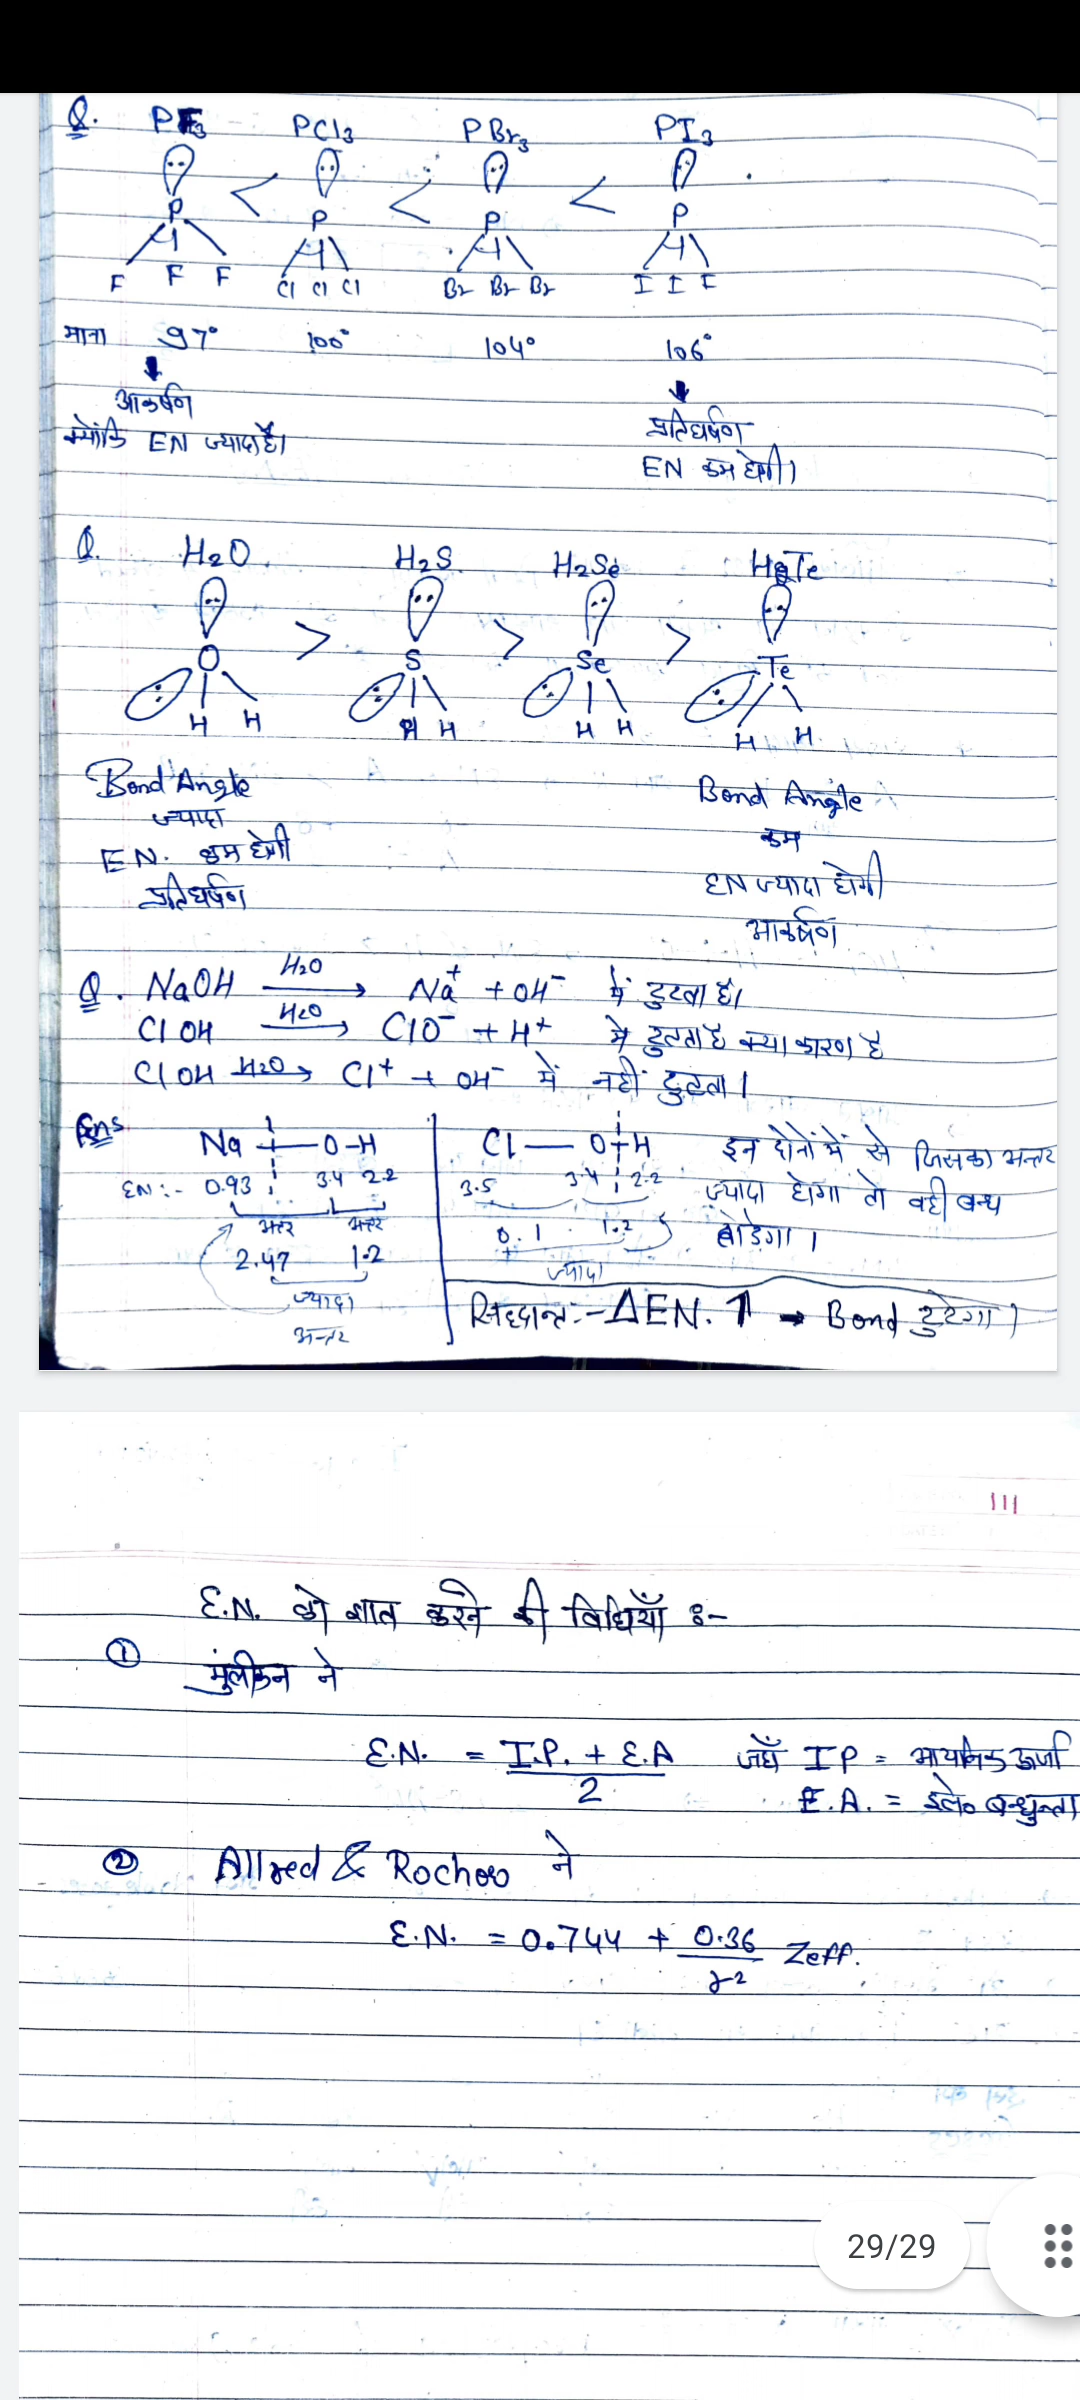 Q. PF3 PCl3 PBr3 PI3
P < P < P < P
F F F Cl Cl Cl Br Br Br I I I
माना 97° 100° 104° 106°
आकर्षण
क्योंकि EN ज्यादा है।
प्रतिघर्षण
EN कम होगी।
Q. H2O H2S H2Se H2Te
O > S > Se > Te
H H H H H H H H
Bond Angle
ज्यादा
EN. कम होगी
प्रतिघर्षण
Bond Angle
कम
EN ज्यादा होगी
आकर्षण
Q. NaOH H2O → Na+ + OH- में टुटता है।
ClOH H2O → ClO- + H+ में टुटता है क्या कारण है
ClOH H2O → Cl+ + OH- में नहीं टुटता।
Ans Na — O-H
EN:- 0.93 3.4 2.2
अन्तर अन्तर
2.47 1.2
ज्यादा
अन्तर
Cl — O + H
3.5 3.4 2.2
0.1 1.2
ज्यादा
इन दोनों में से जिसका अन्तर
ज्यादा होगा तो वही बन्ध
तोड़ेगा।
सिद्धान्त:- ΔEN. ↑ → Bond टुटेगा।
111
E.N. को ज्ञात करने की विधियाँ :-
① मुलीकन ने
E.N. = I.P. + E.A / 2 जहाँ IP = आयनिक ऊर्जा
E.A. = इले० बन्धुता
② Allred & Rochow ने
E.N. = 0.744 + 0.36 / r2 Zeff.
29/29